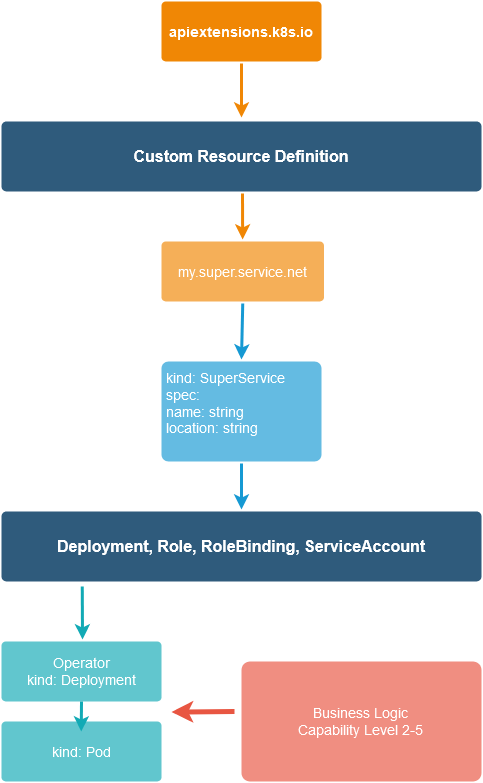 apiextensions.k8s.io
Custom Resource Definition
my.super.service.net
kind: SuperService
spec:
name: string
location: string
Deployment, Role, RoleBinding, ServiceAccount
Operator
kind: Deployment
Business Logic
Capability Level 2-5
kind: Pod